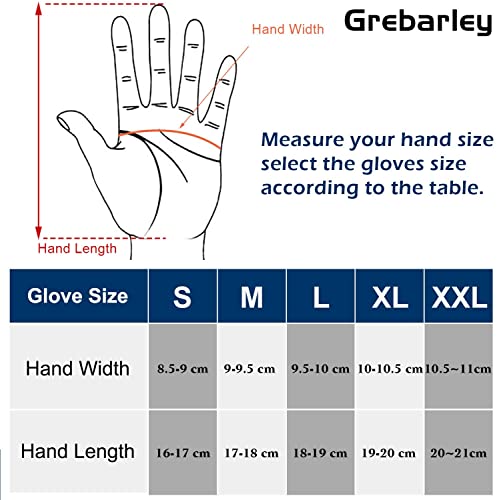 Hand Width
Grebarley
Measure your hand size
select the gloves size
according to the table.
Hand Length
Glove Size S M L XL XXL
Hand Width 8.5-9 cm 9-9.5 cm 9.5-10 cm 10-10.5 cm 10.5~11cm
Hand Length 16-17 cm 17-18 cm 18-19 cm 19-20 cm 20~21cm